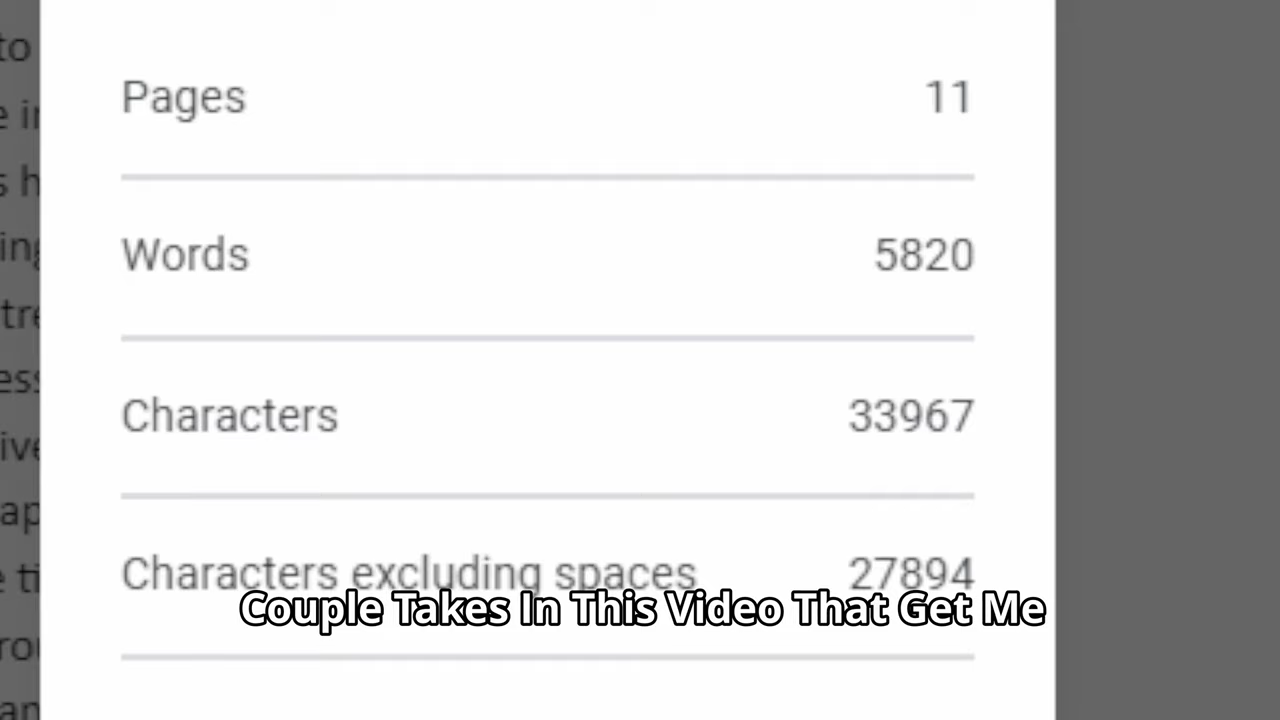 Pages 11
Words 5820
Characters 33967
Characters excluding spaces 27894
Couple Takes In This Video That Get Me